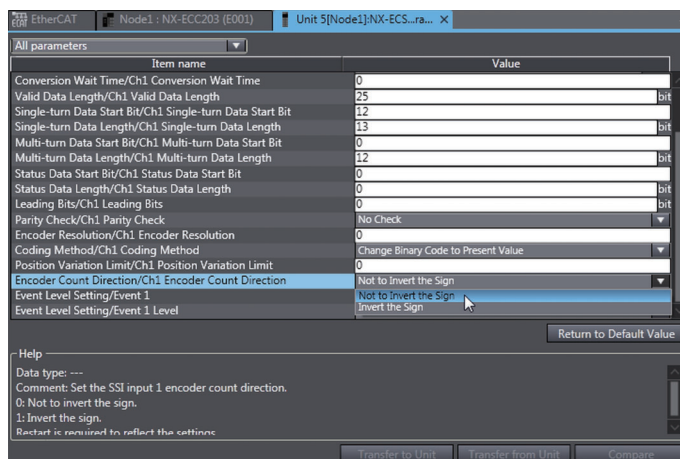 EtherCAT
Node1 : NX-ECC203 (E001)
Unit 5[Node1]:NX-ECS...ra... ×
All parameters
Item name Value
Conversion Wait Time/Ch1 Conversion Wait Time 0
Valid Data Length/Ch1 Valid Data Length 25 bit
Single-turn Data Start Bit/Ch1 Single-turn Data Start Bit 12
Single-turn Data Length/Ch1 Single-turn Data Length 13 bit
Multi-turn Data Start Bit/Ch1 Multi-turn Data Start Bit 0
Multi-turn Data Length/Ch1 Multi-turn Data Length 12 bit
Status Data Start Bit/Ch1 Status Data Start Bit 0
Status Data Length/Ch1 Status Data Length 0 bit
Leading Bits/Ch1 Leading Bits 0 bit
Parity Check/Ch1 Parity Check No Check
Encoder Resolution/Ch1 Encoder Resolution 0
Coding Method/Ch1 Coding Method Change Binary Code to Present Value
Position Variation Limit/Ch1 Position Variation Limit 0
Encoder Count Direction/Ch1 Encoder Count Direction Not to Invert the Sign
Event Level Setting/Event 1 Not to Invert the Sign
Event Level Setting/Event 1 Level Invert the Sign
Return to Default Value
Help
Data type: ---
Comment: Set the SSI input 1 encoder count direction.
0: Not to invert the sign.
1: Invert the sign.
Restart is required to reflect the settings
Transfer to Unit Transfer from Unit Compare